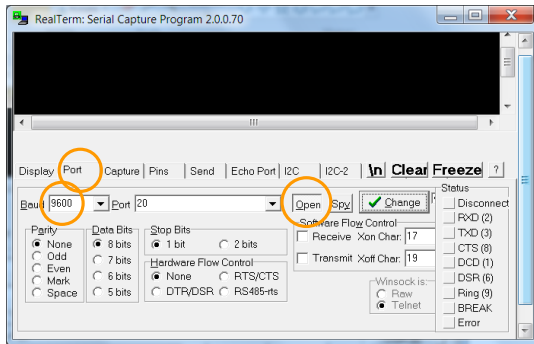 RealTerm: Serial Capture Program 2.0.0.70
Display Port Capture Pins Send Echo Port I2C I2C-2 \n Clear Freeze ?
Status
Baud 9600 Port 20 Open Spy Change
Disconnect
RXD (2)
TXD (3)
CTS (8)
DCD (1)
DSR (6)
Ring (9)
BREAK
Error
Parity
None
Odd
Even
Mark
Space
Data Bits
8 bits
7 bits
6 bits
5 bits
Stop Bits
1 bit 2 bits
Hardware Flow Control
None RTS/CTS
DTR/DSR RS485-rts
Software Flow Control
Receive Xon Char: 17
Transmit Xoff Char: 19
Winsock is:
Raw
Telnet